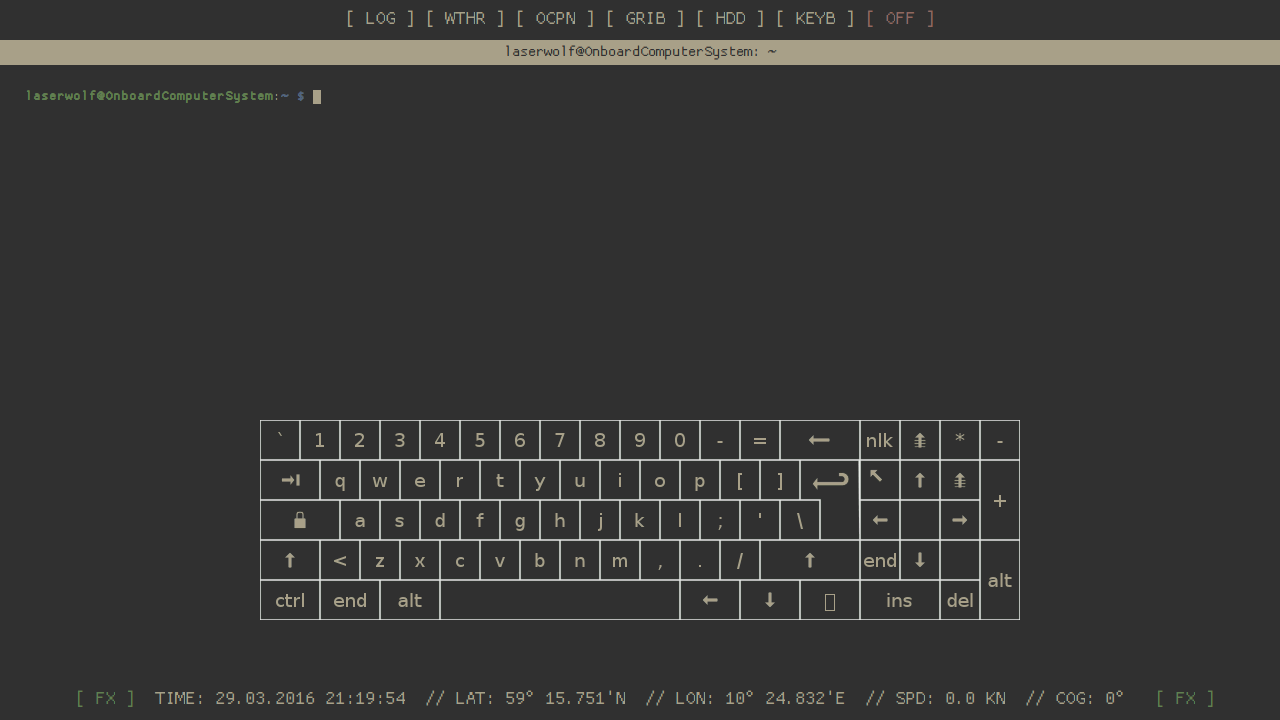 [ LOG ] [ WTHR ] [ OCPN ] [ GRIB ] [ HDD ] [ KEYB ] [ OFF ]
laserwolf@OnboardComputerSystem: ~
laserwolf@OnboardComputerSystem:~ $
` 1 2 3 4 5 6 7 8 9 0 - = ← nlk ⇞ * -
⇥ q w e r t y u i o p [ ] ↵ ↖ ↑ ⇞ +
a s d f g h j k l ; ' \ ← →
↑ < z x c v b n m , . / ↑ end ↓ alt
ctrl end alt ← ↓ ▯ ins del
[ FX ] TIME: 29.03.2016 21:19:54 // LAT: 59° 15.751'N // LON: 10° 24.832'E // SPD: 0.0 KN // COG: 0° [ FX ]